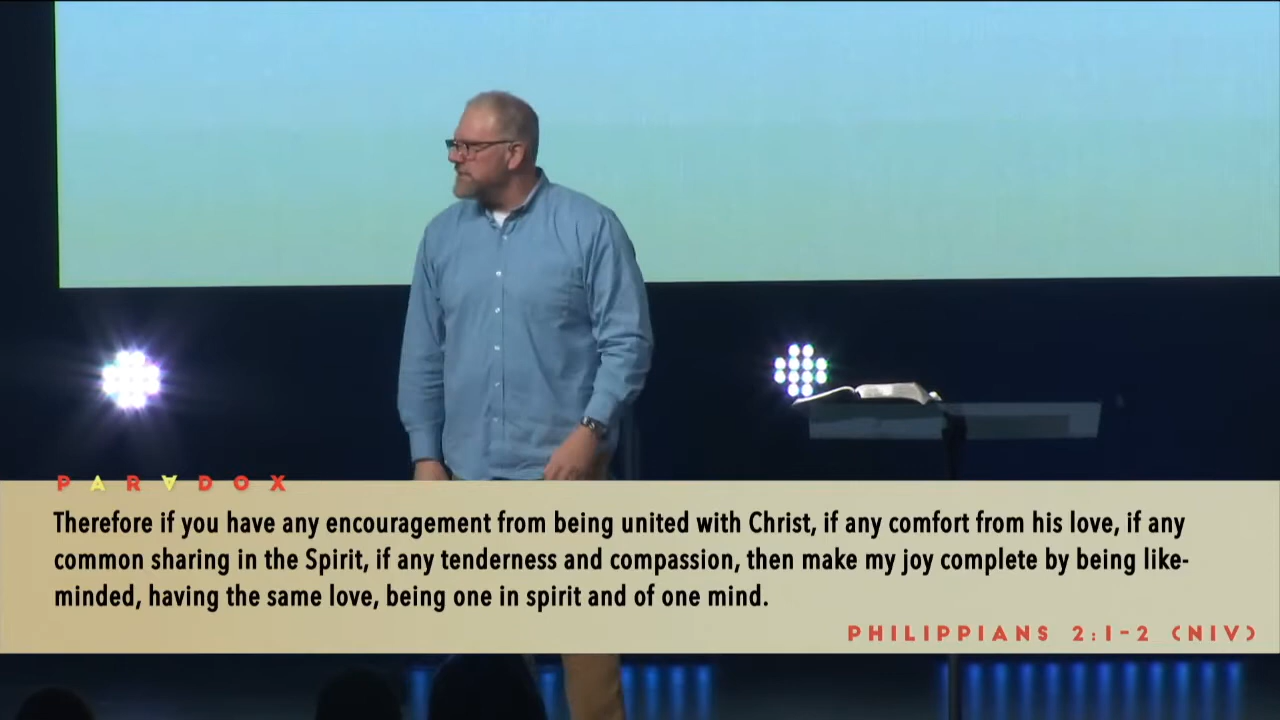 PARADOX
Therefore if you have any encouragement from being united with Christ, if any comfort from his love, if any
common sharing in the Spirit, if any tenderness and compassion, then make my joy complete by being like-
minded, having the same love, being one in spirit and of one mind.
PHILIPPIANS 2:1-2 (NIV)